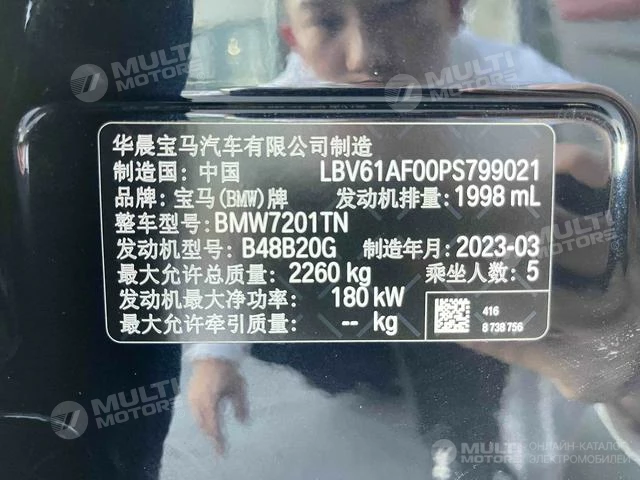 MULTI MOTORS
MULTI MOTORS
华晨宝马汽车有限公司制造
制造国: 中国 LBV61AF00PS799021
品牌: 宝马(BMW)牌 发动机排量: 1998 mL
整车型号: BMW7201TN
发动机型号: B48B20G 制造年月: 2023-03
最大允许总质量: 2260 kg 乘坐人数: 5
发动机最大净功率: 180 kW
最大允许牵引质量: -- kg
416
8 738 756
MULTI MOTORS
MULTI MOTORS
ОНЛАЙН-КАТАЛОГ
ЭЛЕКТРОМОБИЛЕЙ